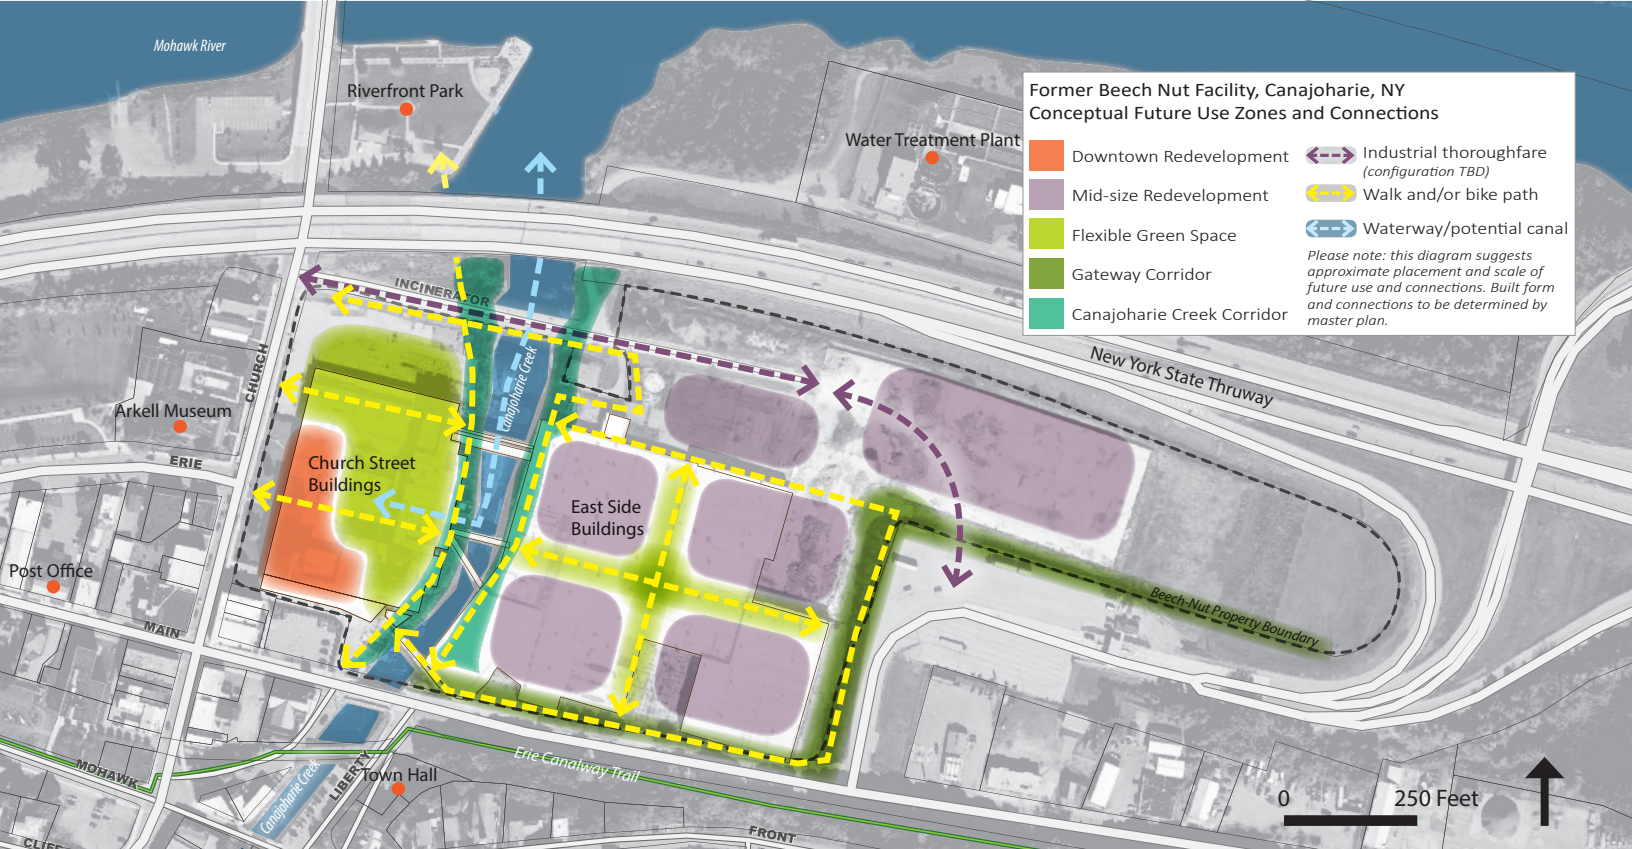 Mohawk River
Riverfront Park
Water Treatment Plant
Former Beech Nut Facility, Canajoharie, NY
Conceptual Future Use Zones and Connections
Downtown Redevelopment
Mid-size Redevelopment
Flexible Green Space
Gateway Corridor
Canajoharie Creek Corridor
Industrial thoroughfare
(configuration TBD)
Walk and/or bike path
Waterway/potential canal
Please note: this diagram suggests
approximate placement and scale of
future use and connections. Built form
and connections to be determined by
master plan.
INCINERATOR
CHURCH
Canajoharie Creek
New York State Thruway
Arkell Museum
ERIE
Church Street
Buildings
East Side
Buildings
Post Office
MAIN
Beech-Nut Property Boundary
Erie Canalway Trail
MOHAWK
LIBERTY
Town Hall
Canajoharie Creek
FRONT
CLIFF
0
250 Feet